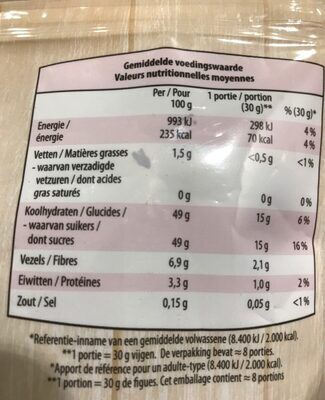 Gemiddelde voedingswaarde
Valeurs nutritionnelles moyennes
Per / Pour 1 portie / portion
100 g (30 g)** % (30 g)*
Energie / 993 kJ 298 kJ 4 %
énergie 235 kcal 70 kcal 4 %
Vetten / Matières grasses 1,5 g <0,5 g <1 %
- waarvan verzadigde
vetzuren / dont acides
gras saturés 0 g 0 g 0 %
Koolhydraten / Glucides / 49 g 15 g 6 %
- waarvan suikers /
dont sucres 49 g 15 g 16 %
Vezels / Fibres 6,9 g 2,1 g
Eiwitten / Protéines 3,3 g 1,0 g 2 %
Zout / Sel 0,15 g 0,05 g <1%
*Referentie-inname van een gemiddelde volwassene (8.400 kJ / 2.000 kcal).
**1 portie = 30 g vijgen. De verpakking bevat ≈ 8 porties.
*Apport de référence pour un adulte-type (8.400 kJ / 2.000 kcal).
**1 portion = 30 g de figues. Cet emballage contient ≈ 8 portions